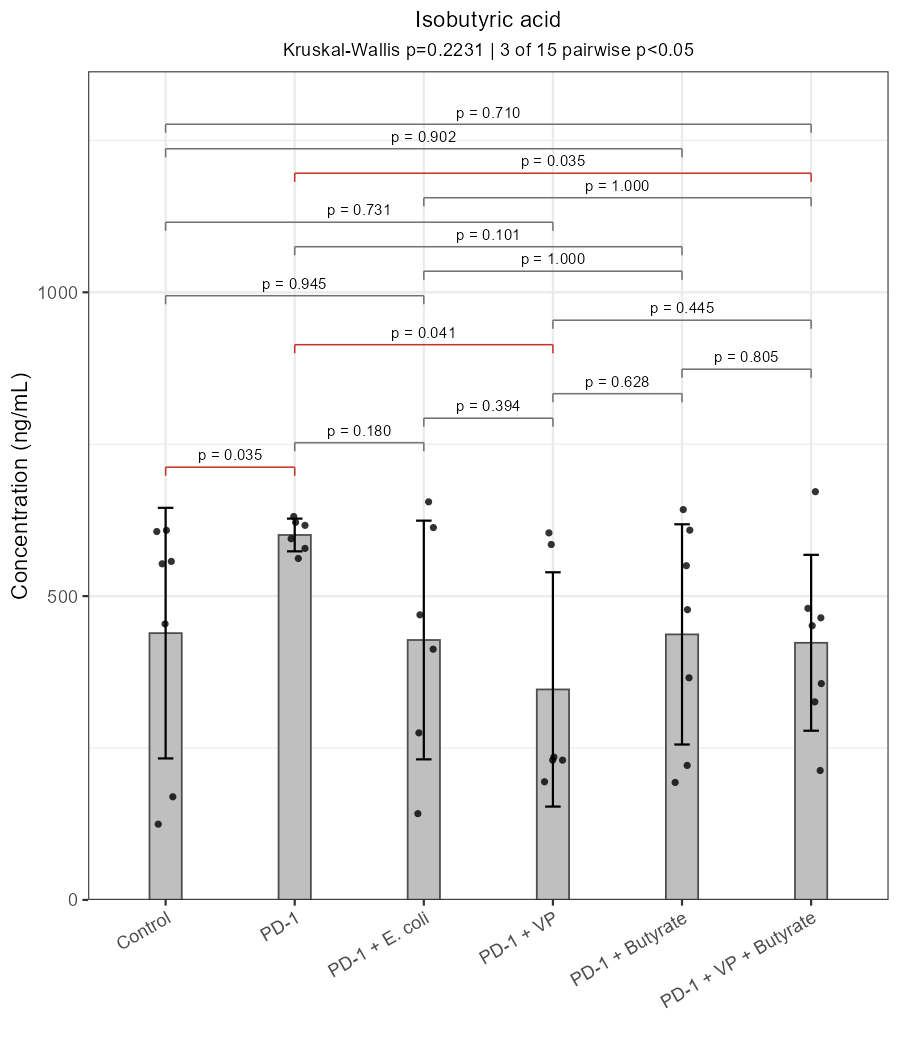 Isobutyric acid
Kruskal-Wallis p=0.2231 | 3 of 15 pairwise p<0.05
p = 0.710
p = 0.902
p = 0.035
p = 1.000
p = 0.731
p = 0.101
p = 1.000
p = 0.945
p = 0.445
p = 0.041
p = 0.805
p = 0.628
p = 0.394
p = 0.180
p = 0.035
Concentration (ng/mL)
1000
500
0
Control
PD-1
PD-1 + E. coli
PD-1 + VP
PD-1 + Butyrate
PD-1 + VP + Butyrate